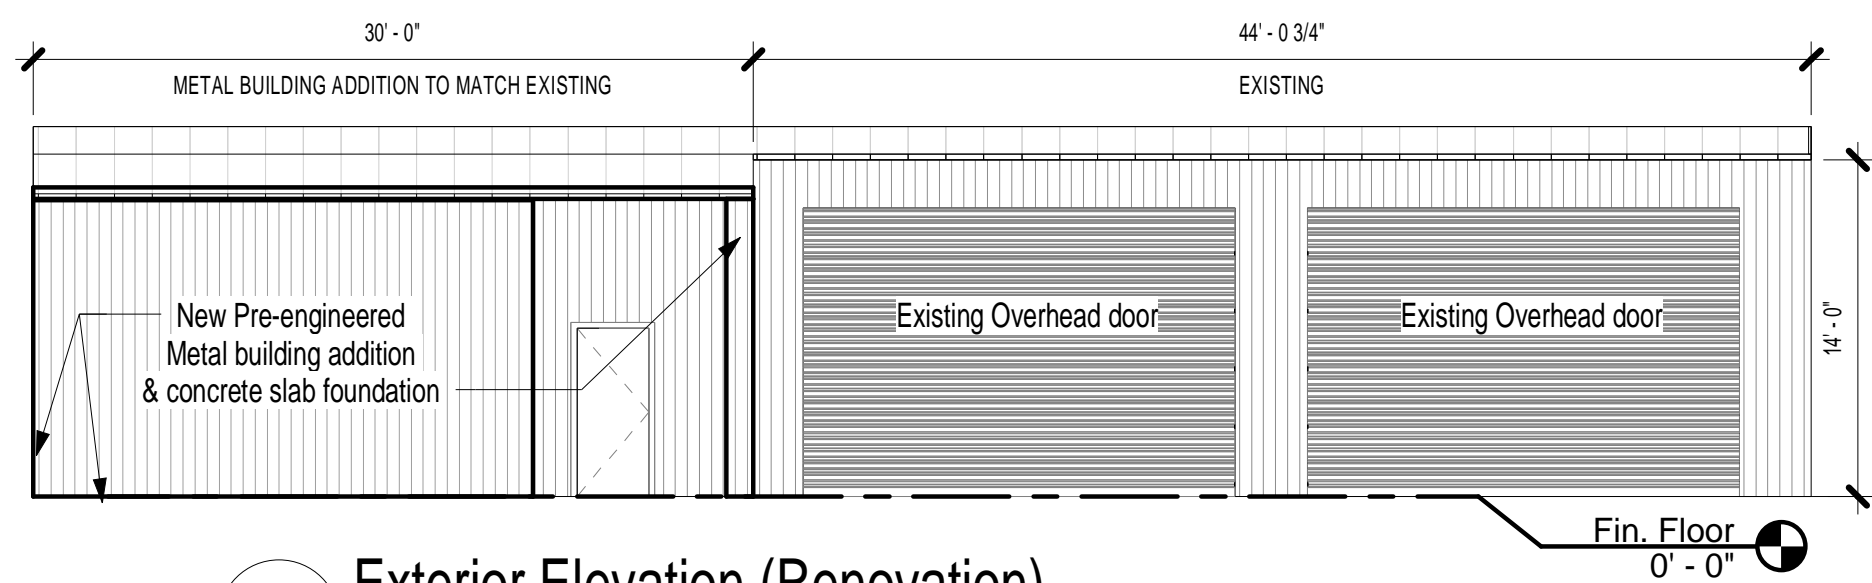 30' - 0"
44' - 0 3/4"
METAL BUILDING ADDITION TO MATCH EXISTING
EXISTING
New Pre-engineered
Metal building addition
& concrete slab foundation
Existing Overhead door
Existing Overhead door
14' - 0"
Fin. Floor
0' - 0"
Exterior Elevation (Renovation)